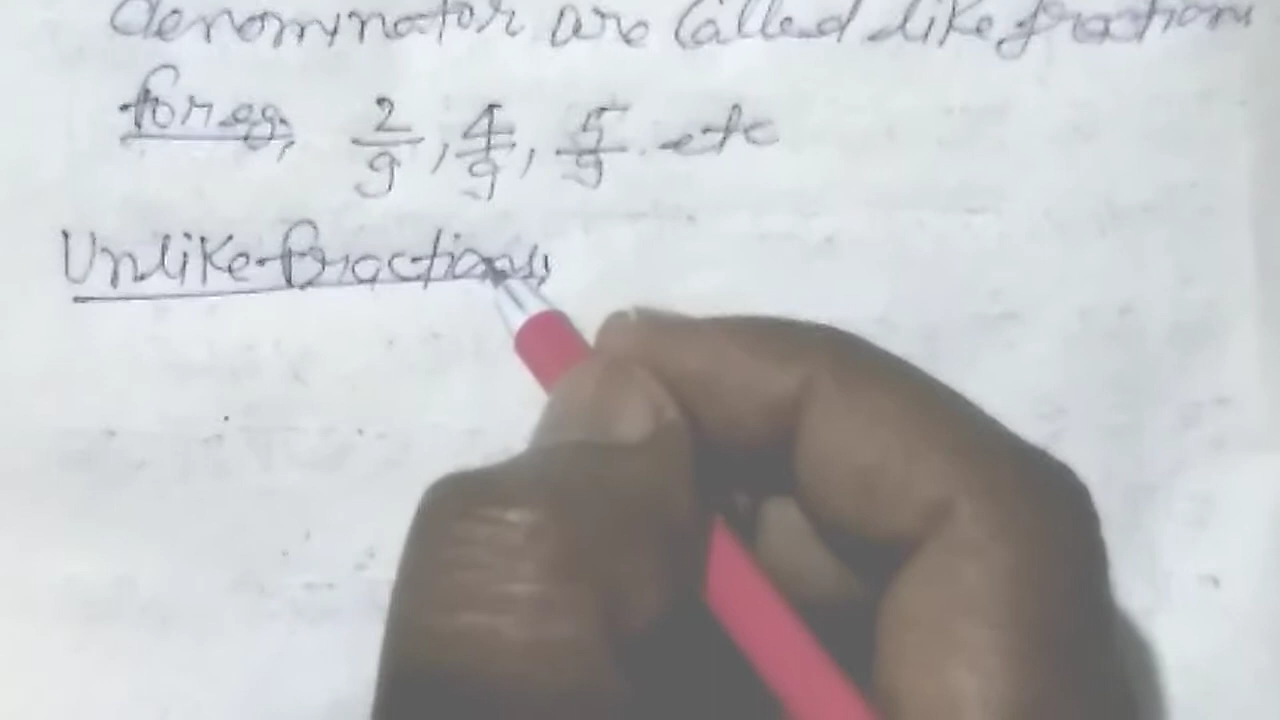 denominator are called like fractions
for eg, 2/9, 4/9, 5/9 etc
Unlike fractions,